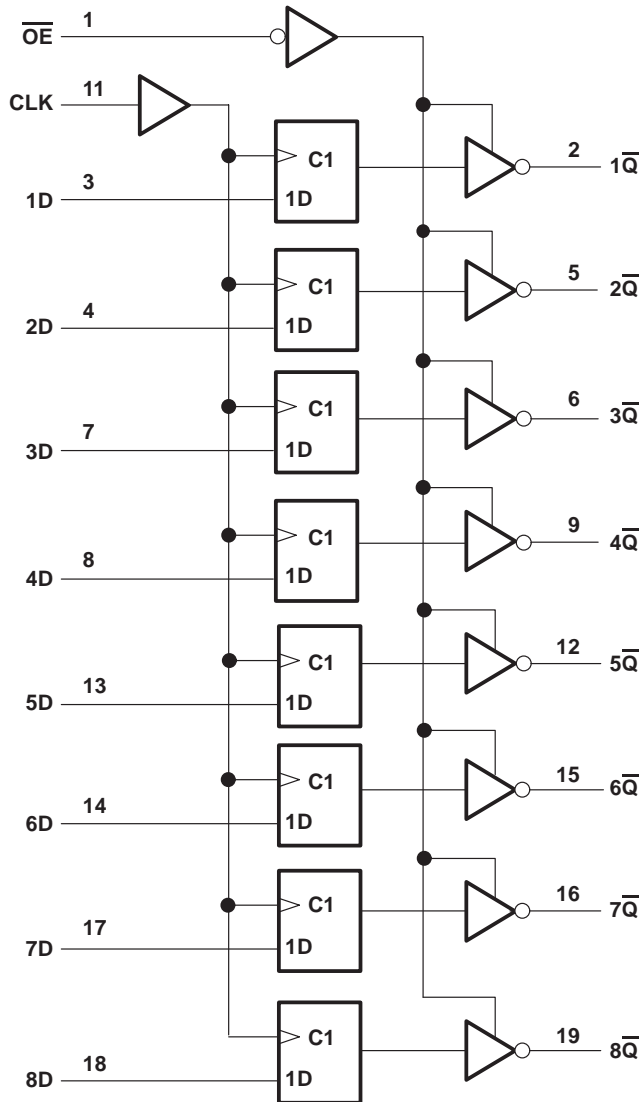 O̅E̅ 1
CLK 11
C1 2 1Q̅
1D 3 1D
C1 5 2Q̅
2D 4 1D
C1 6 3Q̅
3D 7 1D
C1 9 4Q̅
4D 8 1D
C1 12 5Q̅
5D 13 1D
C1 15 6Q̅
6D 14 1D
C1 16 7Q̅
7D 17 1D
C1 19 8Q̅
8D 18 1D